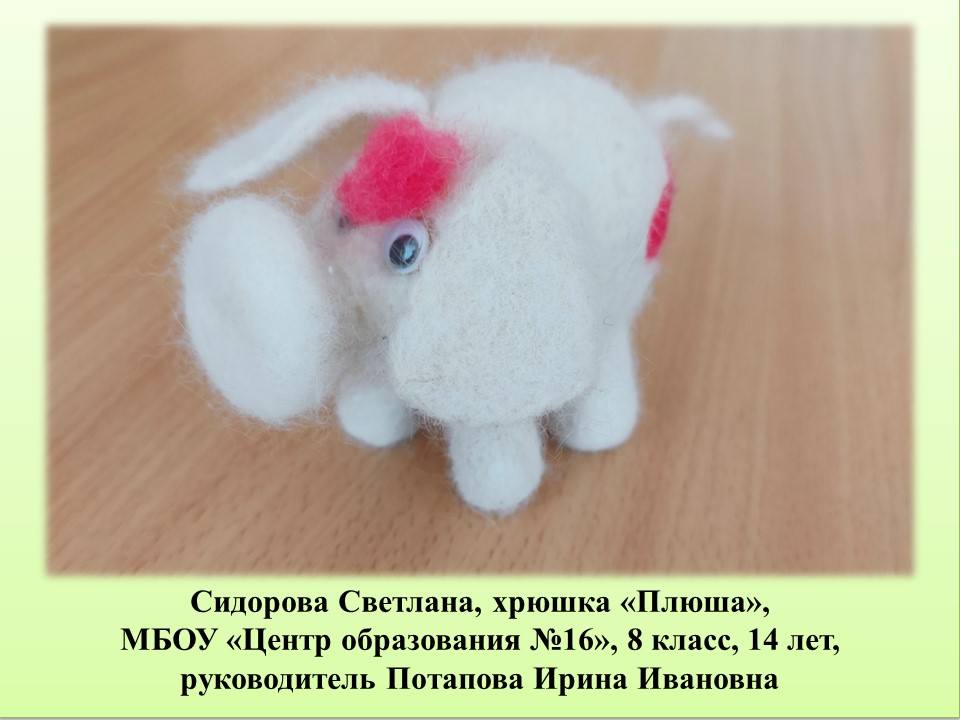 Сидорова Светлана, хрюшка «Плюша»,
МБОУ «Центр образования №16», 8 класс, 14 лет,
руководитель Потапова Ирина Ивановна